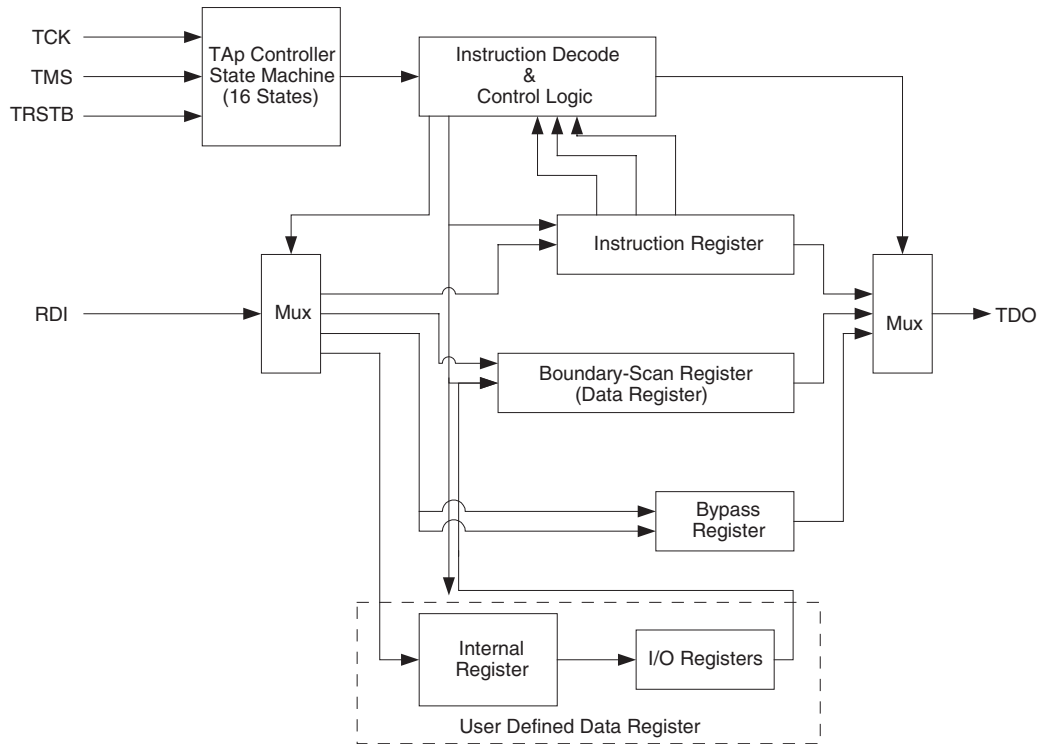 TCK
TMS
TRSTB
TAp Controller
State Machine
(16 States)
Instruction Decode
&
Control Logic
Instruction Register
RDI
Mux
Mux
TDO
Boundary-Scan Register
(Data Register)
Bypass
Register
Internal
Register
I/O Registers
User Defined Data Register